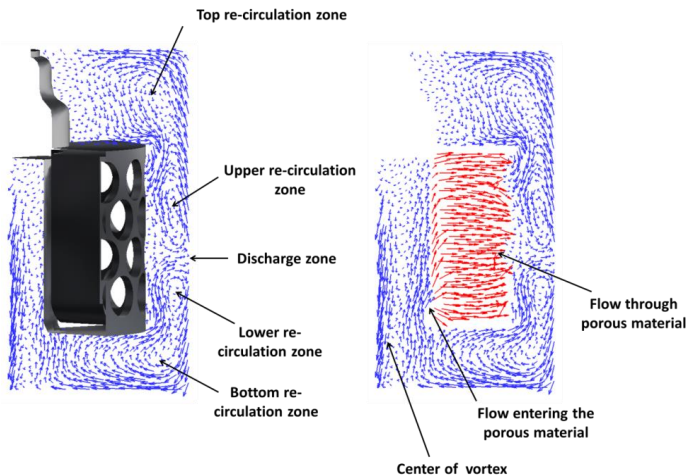 Top re-circulation zone
Upper re-circulation
zone
Discharge zone
Lower re-
circulation zone
Bottom re-
circulation zone
Flow through
porous material
Flow entering the
porous material
Center of vortex